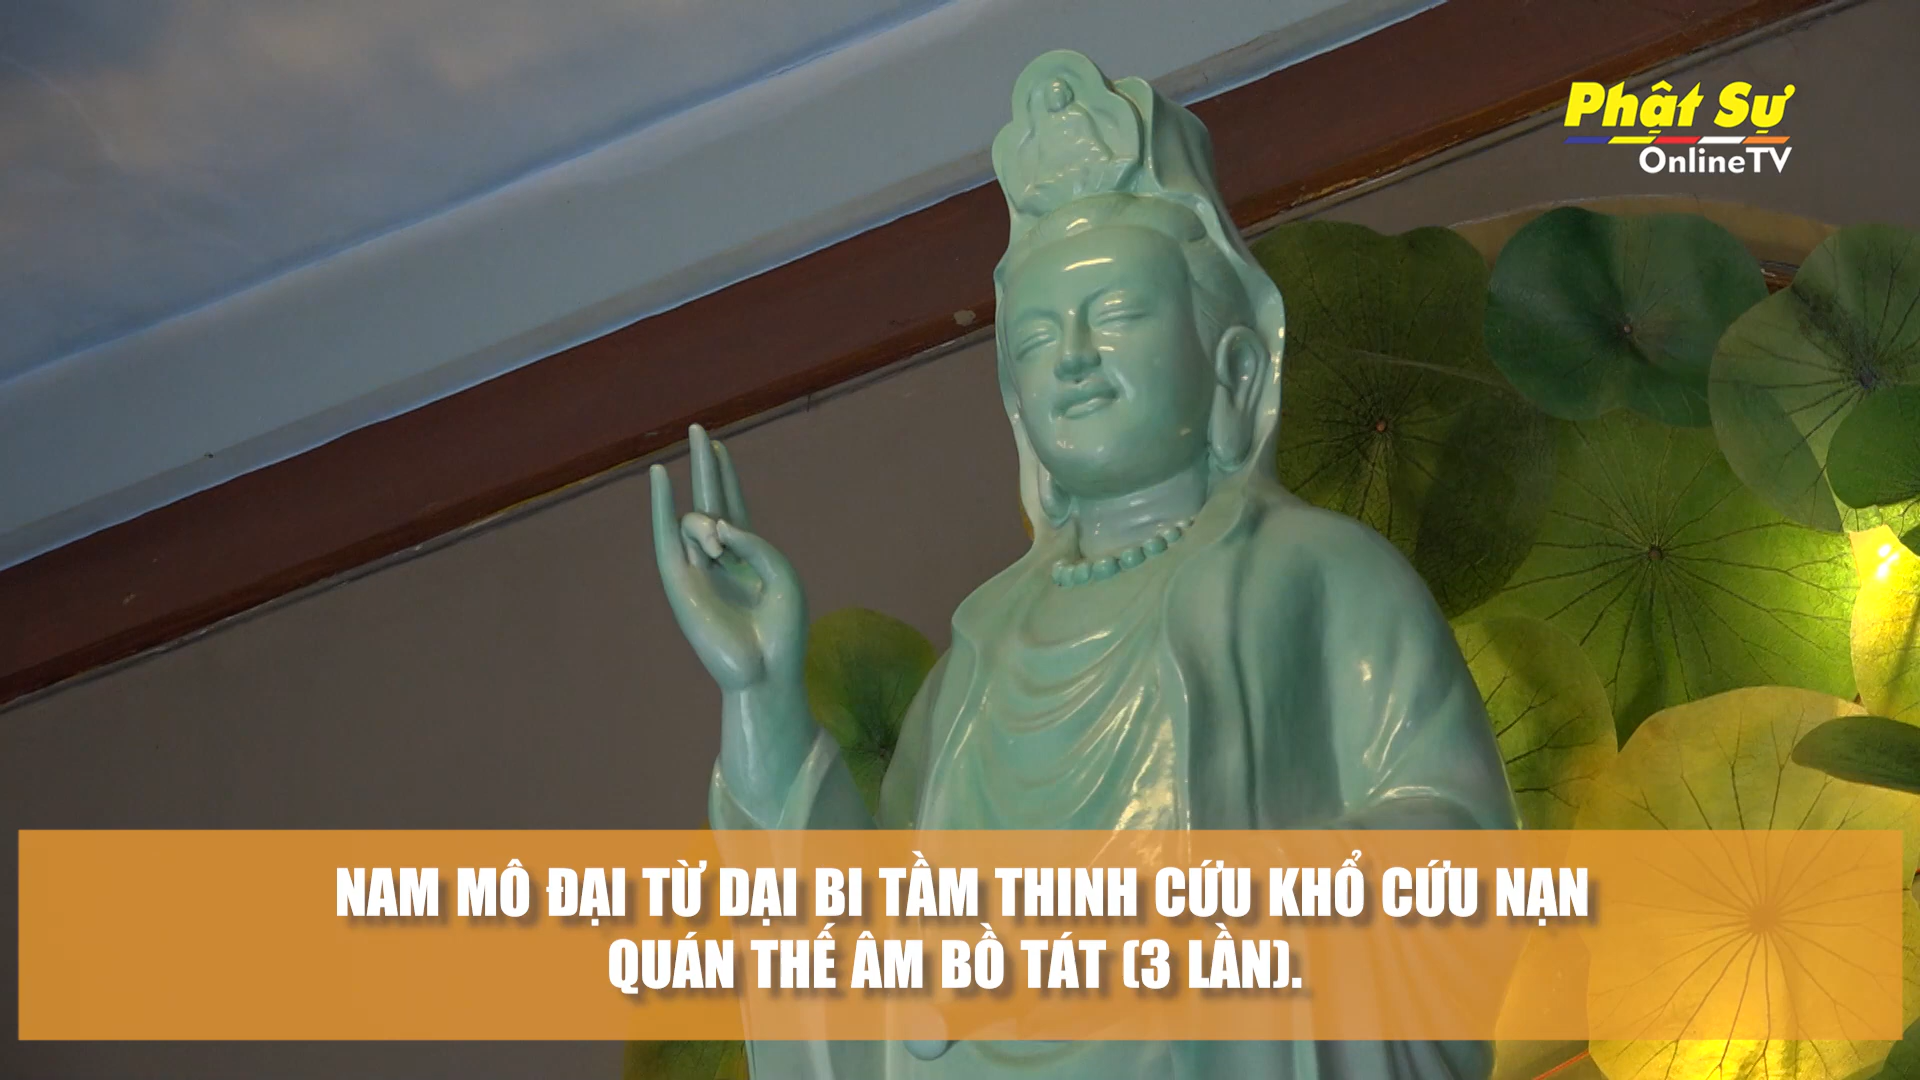 Phật Sự
OnlineTV
NAM MÔ ĐẠI TỪ DẠI BI TẦM THINH CỨU KHỔ CỨU NẠN
QUÁN THẾ ÂM BỒ TÁT (3 LẦN).